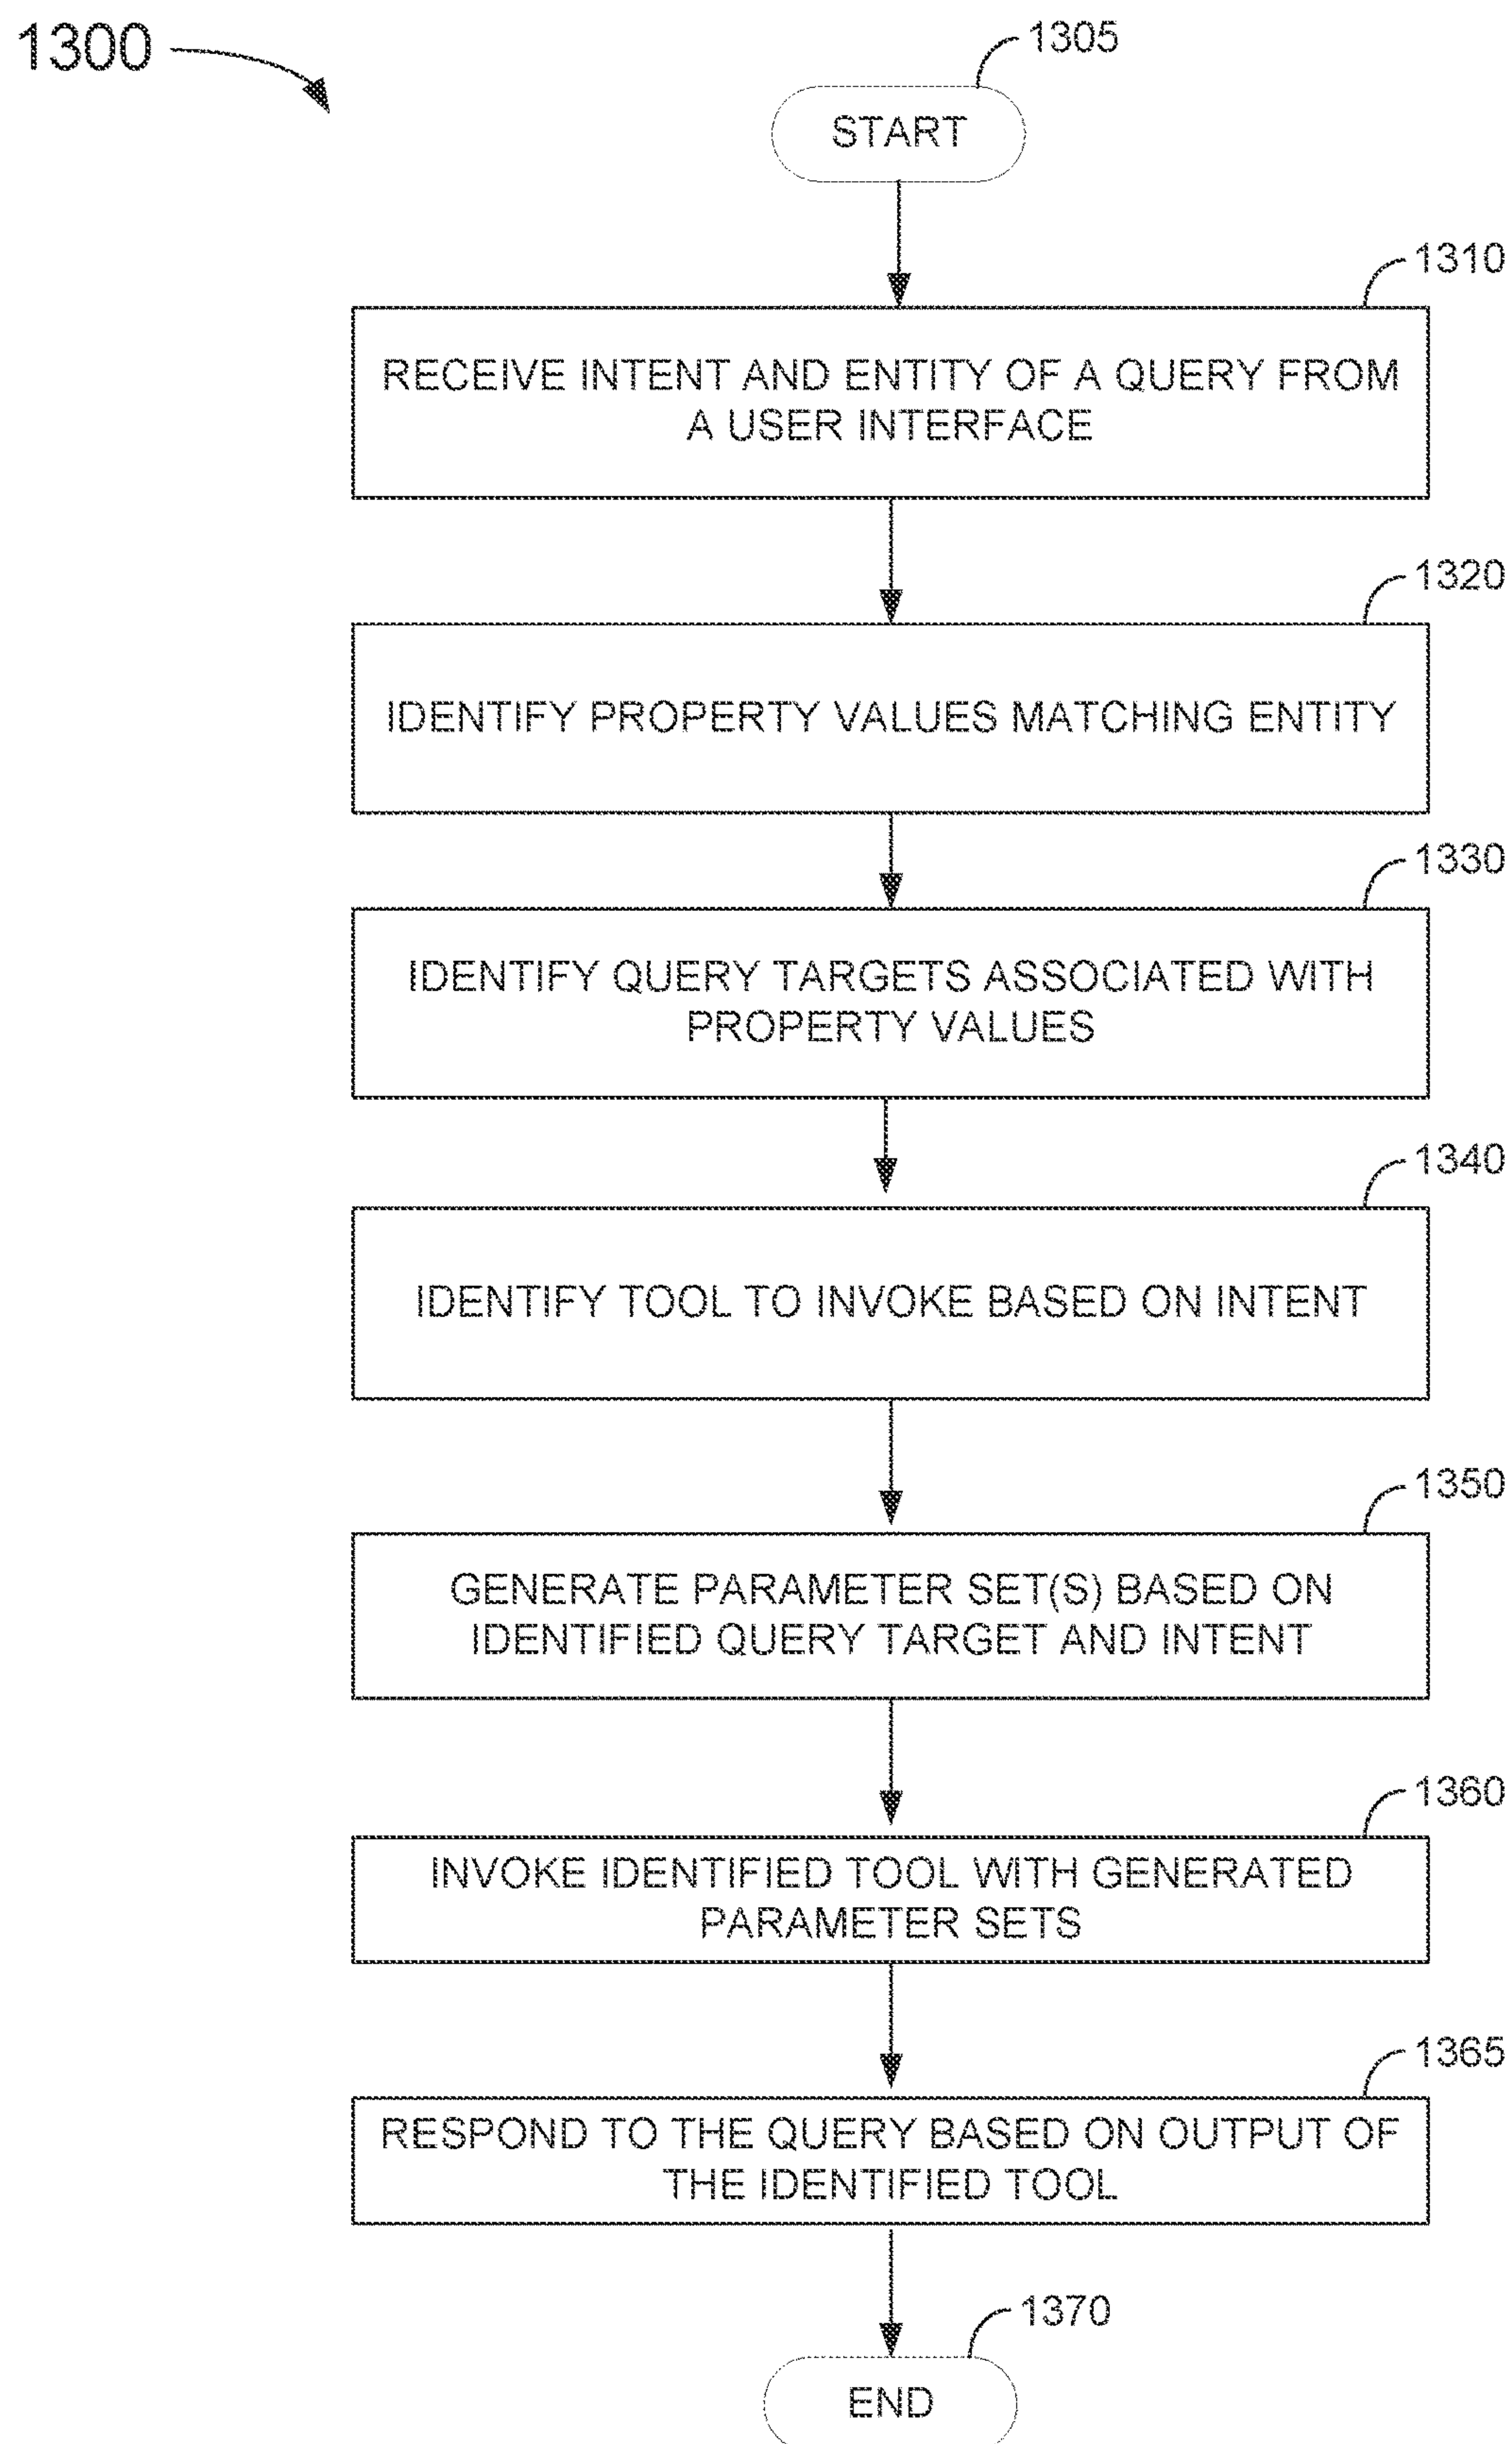 1300
1305
START
1310
RECEIVE INTENT AND ENTITY OF A QUERY FROM
A USER INTERFACE
1320
IDENTIFY PROPERTY VALUES MATCHING ENTITY
1330
IDENTIFY QUERY TARGETS ASSOCIATED WITH
PROPERTY VALUES
1340
IDENTIFY TOOL TO INVOKE BASED ON INTENT
1350
GENERATE PARAMETER SET(S) BASED ON
IDENTIFIED QUERY TARGET AND INTENT
1360
INVOKE IDENTIFIED TOOL WITH GENERATED
PARAMETER SETS
1365
RESPOND TO THE QUERY BASED ON OUTPUT OF
THE IDENTIFIED TOOL
1370
END